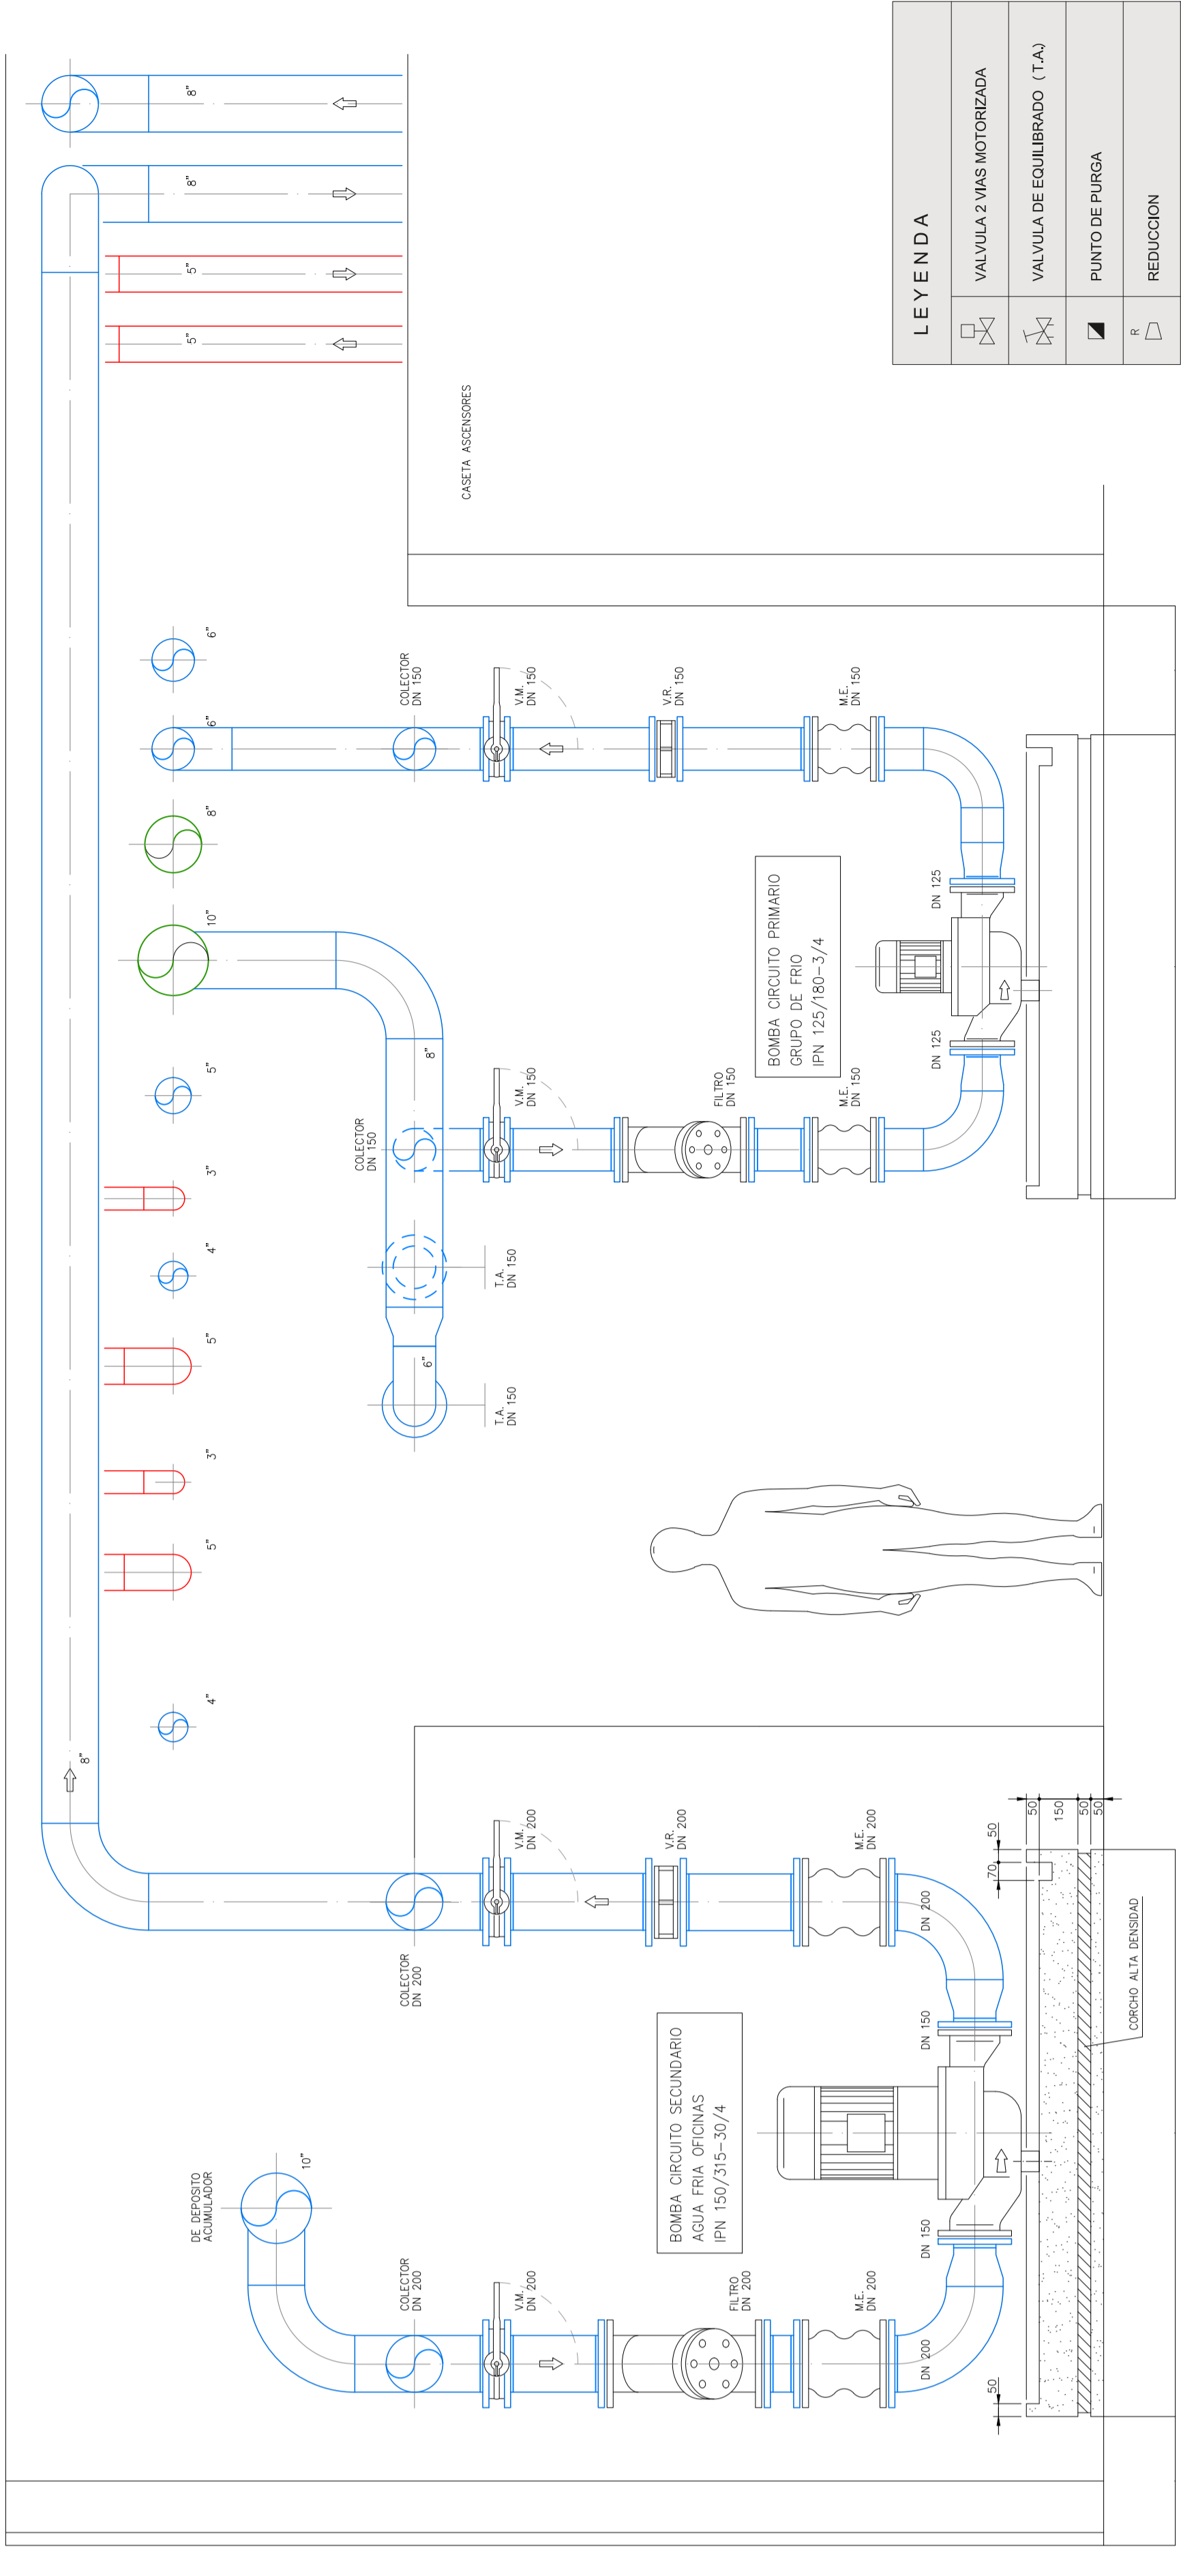 8"
5"
5"
8"
8"
4"
5"
3"
5"
4"
3"
5"
10"
8"
6"
6"
DE DEPOSITO
ACUMULADOR
10"
COLECTOR
DN 200
COLECTOR
DN 200
COLECTOR
DN 150
COLECTOR
DN 150
6"
8"
CASETA ASCENSORES
T.A.
DN 150
T.A.
DN 150
V.M.
DN 200
V.M.
DN 200
V.M.
DN 150
V.M.
DN 150
BOMBA CIRCUITO SECUNDARIO
AGUA FRIA OFICINAS
IPN 150/315-30/4
V.R.
DN 200
V.R.
DN 150
FILTRO
DN 200
FILTRO
DN 150
BOMBA CIRCUITO PRIMARIO
GRUPO DE FRIO
IPN 125/180-3/4
M.E.
DN 200
M.E.
DN 200
M.E.
DN 150
M.E.
DN 150
DN 200
DN 150
DN 150
DN 200
DN 125
DN 125
50
70
50
50
150
50
50
CORCHO ALTA DENSIDAD
LEYENDA
VALVULA 2 VIAS MOTORIZADA
VALVULA DE EQUILIBRADO (T.A.)
PUNTO DE PURGA
R
REDUCCION